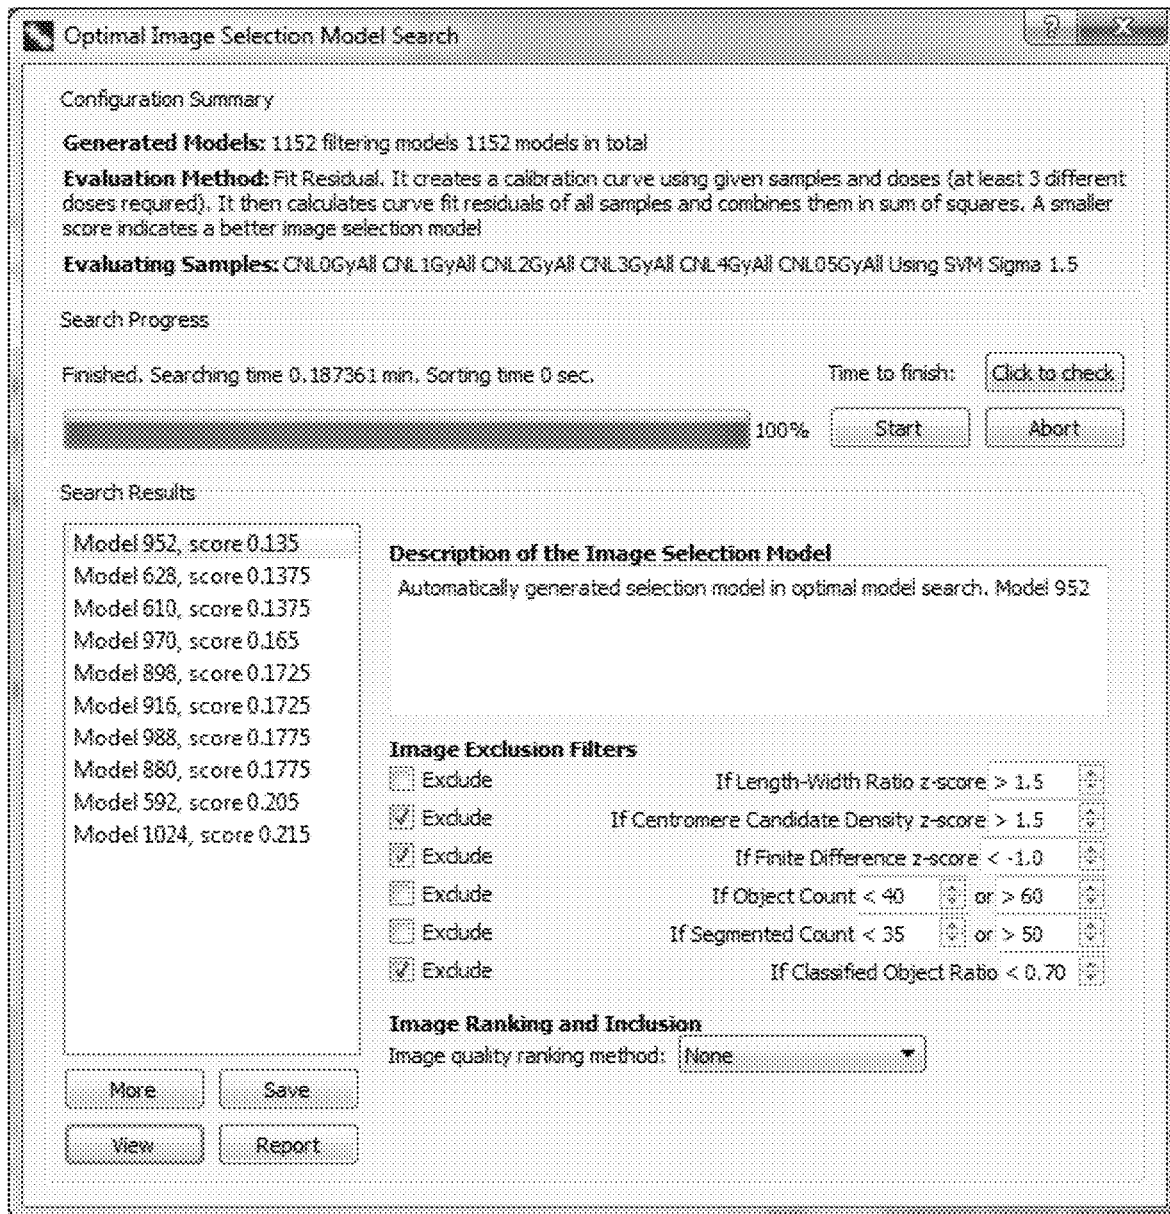 Optimal Image Selection Model Search
Configuration Summary
Generated Models: 1152 filtering models 1152 models in total
Evaluation Method: Fit Residual. It creates a calibration curve using given samples and doses (at least 3 different
doses required). It then calculates curve fit residuals of all samples and combines them in sum of squares. A smaller
score indicates a better image selection model
Evaluating Samples: CNL0GyAll CNL1GyAll CNL2GyAll CNL3GyAll CNL4GyAll CNL05GyAll Using SVM Sigma 1.5
Search Progress
Finished. Searching time 0.187361 min. Sorting time 0 sec.
Time to finish: Click to check
100% Start Abort
Search Results
Model 952, score 0.135
Model 628, score 0.1375
Model 610, score 0.1375
Model 970, score 0.165
Model 898, score 0.1725
Model 916, score 0.1725
Model 988, score 0.1775
Model 880, score 0.1775
Model 592, score 0.205
Model 1024, score 0.215
More Save
View Report
Description of the Image Selection Model
Automatically generated selection model in optimal model search. Model 952
Image Exclusion Filters
Exclude If Length-Width Ratio z-score > 1.5
Exclude If Centromere Candidate Density z-score > 1.5
Exclude If Finite Difference z-score < -1.0
Exclude If Object Count < 40 or > 60
Exclude If Segmented Count < 35 or > 50
Exclude If Classified Object Ratio < 0.70
Image Ranking and Inclusion
Image quality ranking method: None